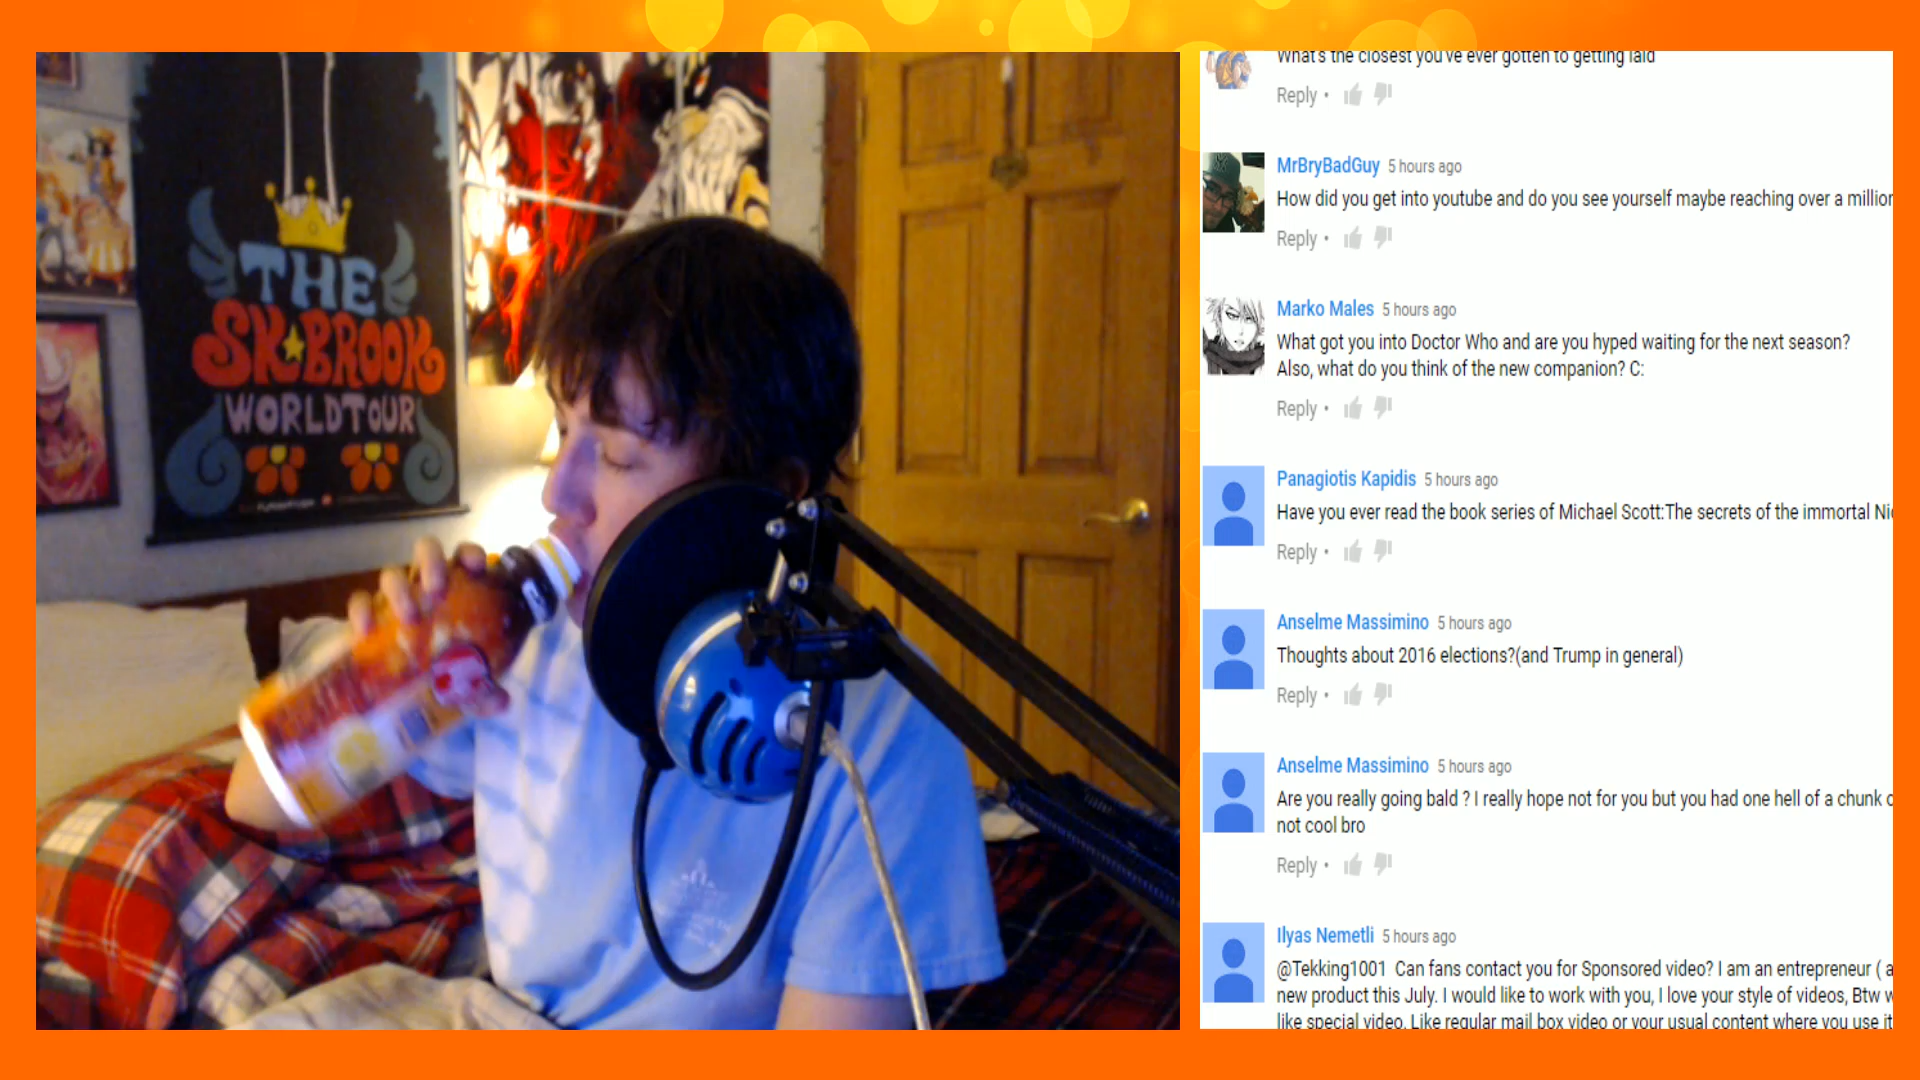 THE
SK★BROOK
WORLD TOUR
What's the closest you've ever gotten to getting laid
Reply •
MrBryBadGuy 5 hours ago
How did you get into youtube and do you see yourself maybe reaching over a million
Reply •
Marko Males 5 hours ago
What got you into Doctor Who and are you hyped waiting for the next season?
Also, what do you think of the new companion? C:
Reply •
Panagiotis Kapidis 5 hours ago
Have you ever read the book series of Michael Scott:The secrets of the immortal
Reply •
Anselme Massimino 5 hours ago
Thoughts about 2016 elections?(and Trump in general)
Reply •
Anselme Massimino 5 hours ago
Are you really going bald ? I really hope not for you but you had one hell of a chunk
not cool bro
Reply •
Ilyas Nemetli 5 hours ago
@Tekking1001 Can fans contact you for Sponsored video? I am an entrepreneur (
new product this July. I would like to work with you, I love your style of videos, Btw
like special video. Like regular mail box video or your usual content where you use it